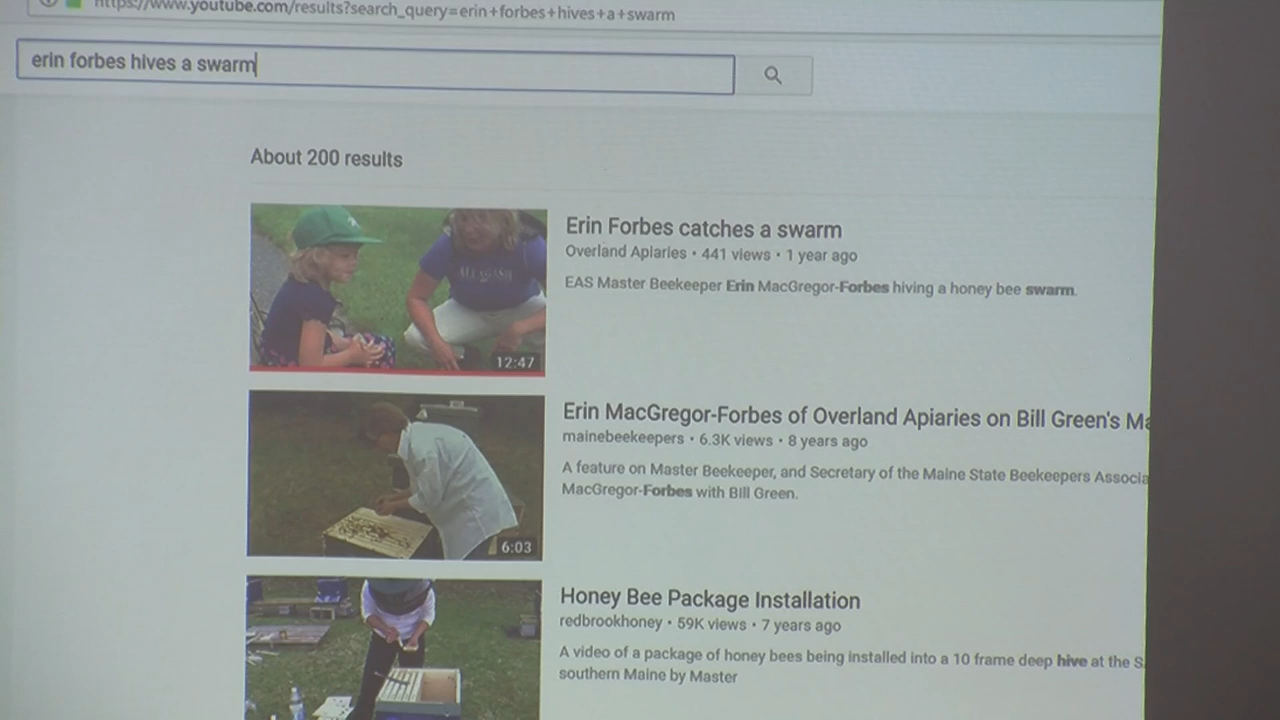 https://www.youtube.com/results?search_query=erin+forbes+hives+a+swarm
erin forbes hives a swarm
About 200 results
Erin Forbes catches a swarm
Overland Apiaries • 441 views • 1 year ago
EAS Master Beekeeper Erin MacGregor-Forbes hiving a honey bee swarm.
12:47
Erin MacGregor-Forbes of Overland Apiaries on Bill Green's Ma
mainebeekeepers • 6.3K views • 8 years ago
A feature on Master Beekeeper, and Secretary of the Maine State Beekeepers Associa
MacGregor-Forbes with Bill Green.
6:03
Honey Bee Package Installation
redbrookhoney • 59K views • 7 years ago
A video of a package of honey bees being installed into a 10 frame deep hive at the S
southern Maine by Master